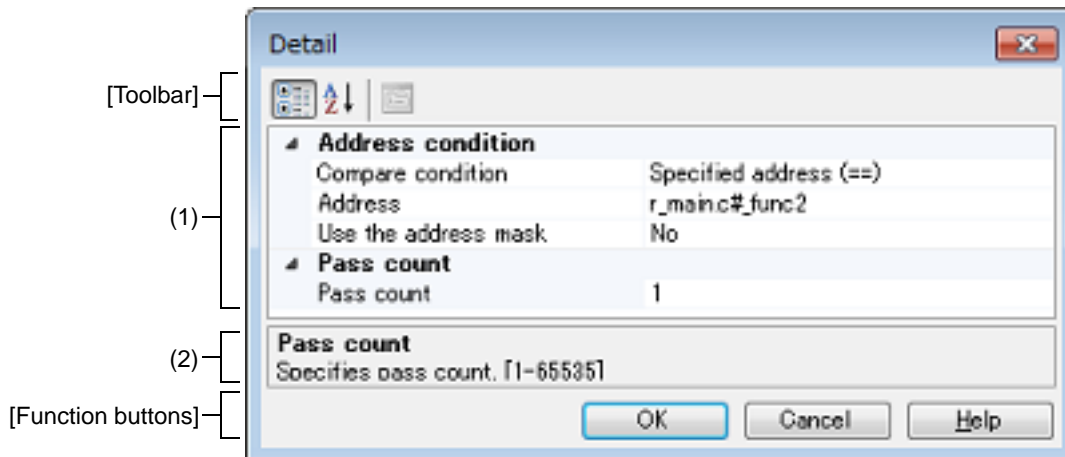 Detail
[Toolbar]
Address condition
Compare condition Specified address (==)
Address r_main.c#_func2
(1)
Use the address mask No
Pass count
Pass count 1
Pass count
(2)
Specifies pass count. [1-65535]
[Function buttons]
OK Cancel Help